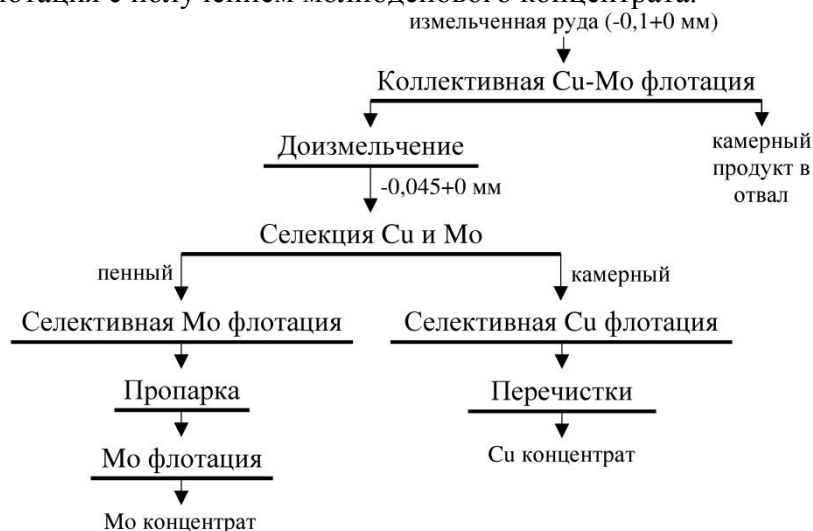 с получением молибденового концентрата.
измельченная руда (-0,1+0 мм)
Коллективная Cu-Mo флотация
Доизмельчение
камерный
продукт в
отвал
-0,045+0 мм
Селекция Cu и Mo
пенный
камерный
Селективная Mo флотация
Селективная Cu флотация
Пропарка
Перечистки
Mo флотация
Cu концентрат
Mo концентрат